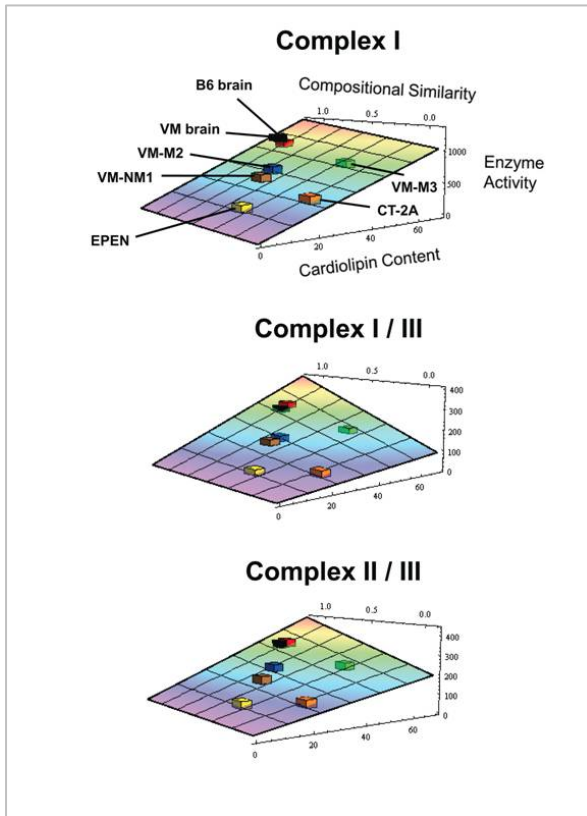 Complex I
B6 brain
Compositional Similarity
1.0 0.5 0.0
VM brain
VM-M2
VM-NM1
VM-M3
CT-2A
EPEN
1000
500
0
Enzyme
Activity
0 20 40 60
Cardiolipin Content
Complex I / III
1.0 0.5 0.0
400
300
200
100
0
0 20 40 60
Complex II / III
1.0 0.5 0.0
400
300
200
100
0
0 20 40 60